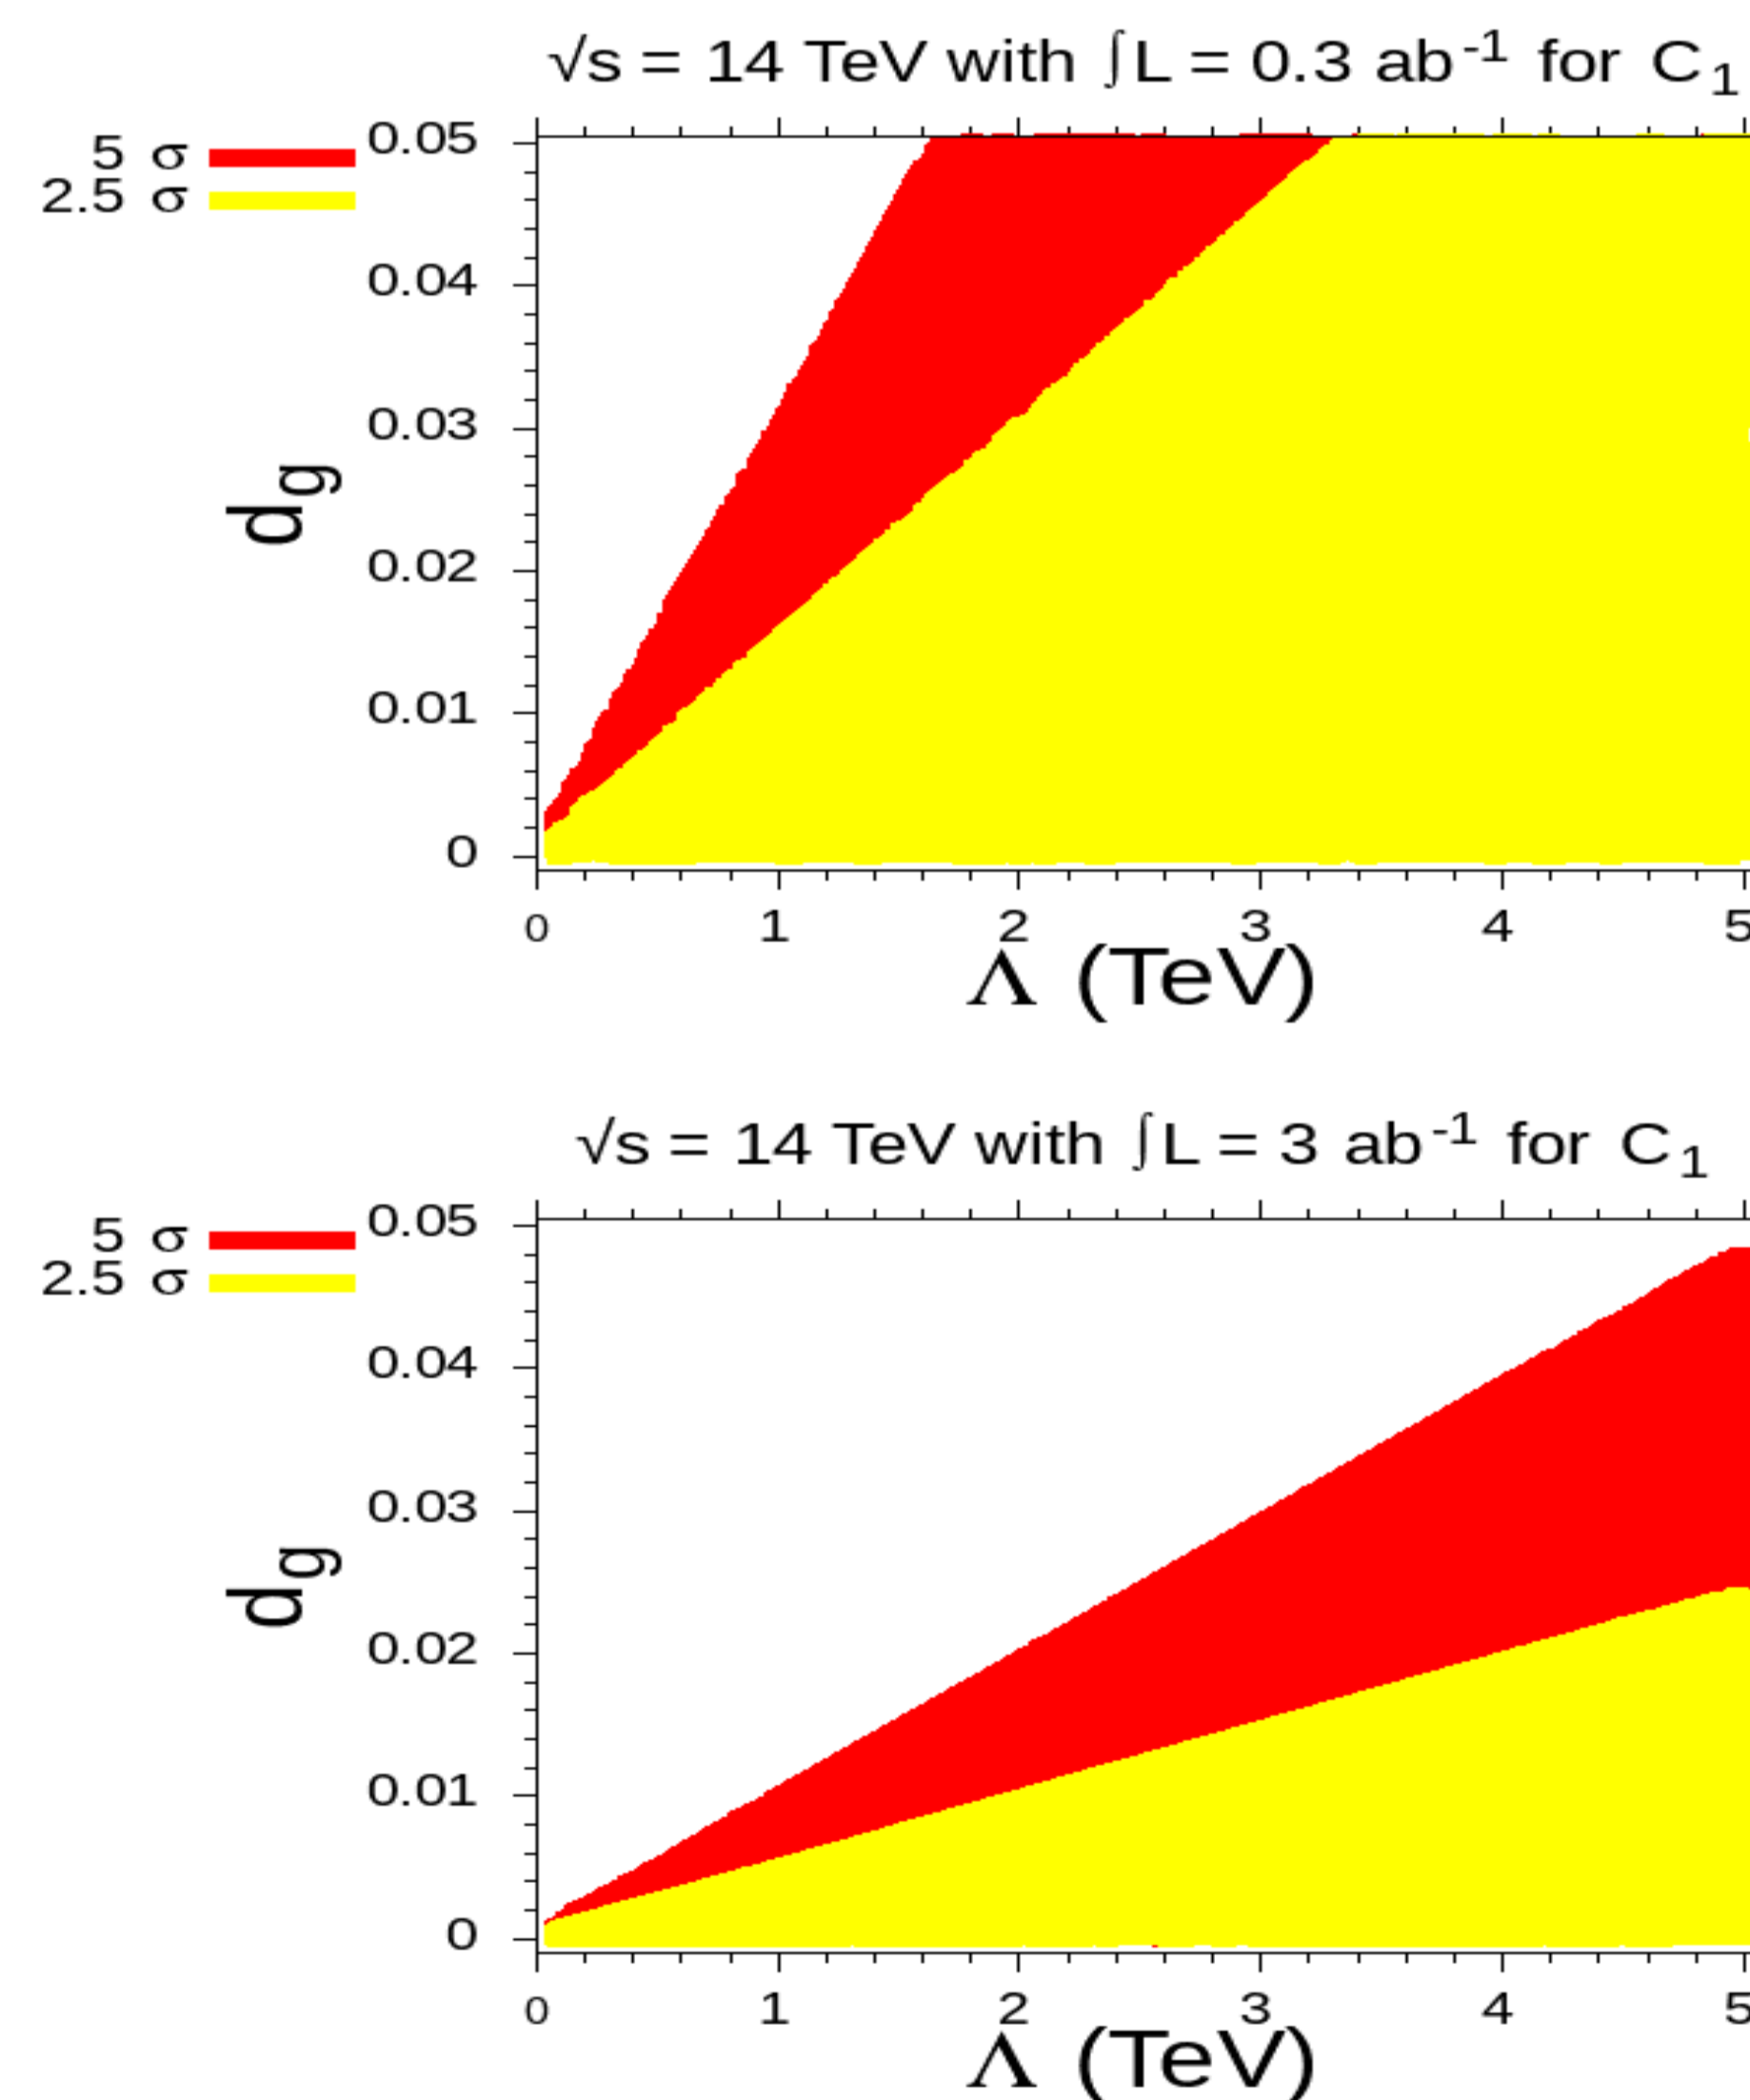 √s = 14 TeV with ∫L = 0.3 ab-1 for C1
5 σ
2.5 σ
0.05
0.04
0.03
0.02
0.01
0
dg
0 1 2 3 4 5
Λ (TeV)
√s = 14 TeV with ∫L = 3 ab-1 for C1
5 σ
2.5 σ
0.05
0.04
0.03
0.02
0.01
0
dg
0 1 2 3 4 5
Λ (TeV)